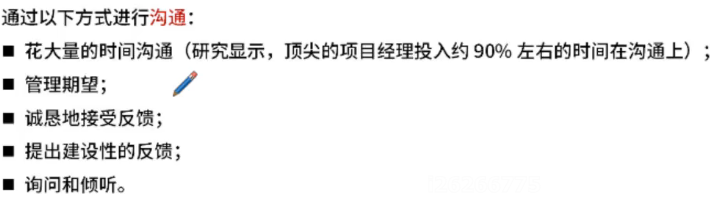 通过以下方式进行沟通：
■ 花大量的时间沟通（研究显示，顶尖的项目经理投入约 90% 左右的时间在沟通上）；
■ 管理期望；
■ 诚恳地接受反馈；
■ 提出建设性的反馈；
■ 询问和倾听。